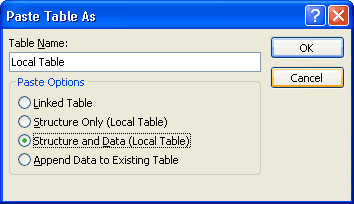 Paste Table As
Table Name:
OK
Local Table
Cancel
Paste Options
Linked Table
Structure Only (Local Table)
Structure and Data (Local Table)
Append Data to Existing Table